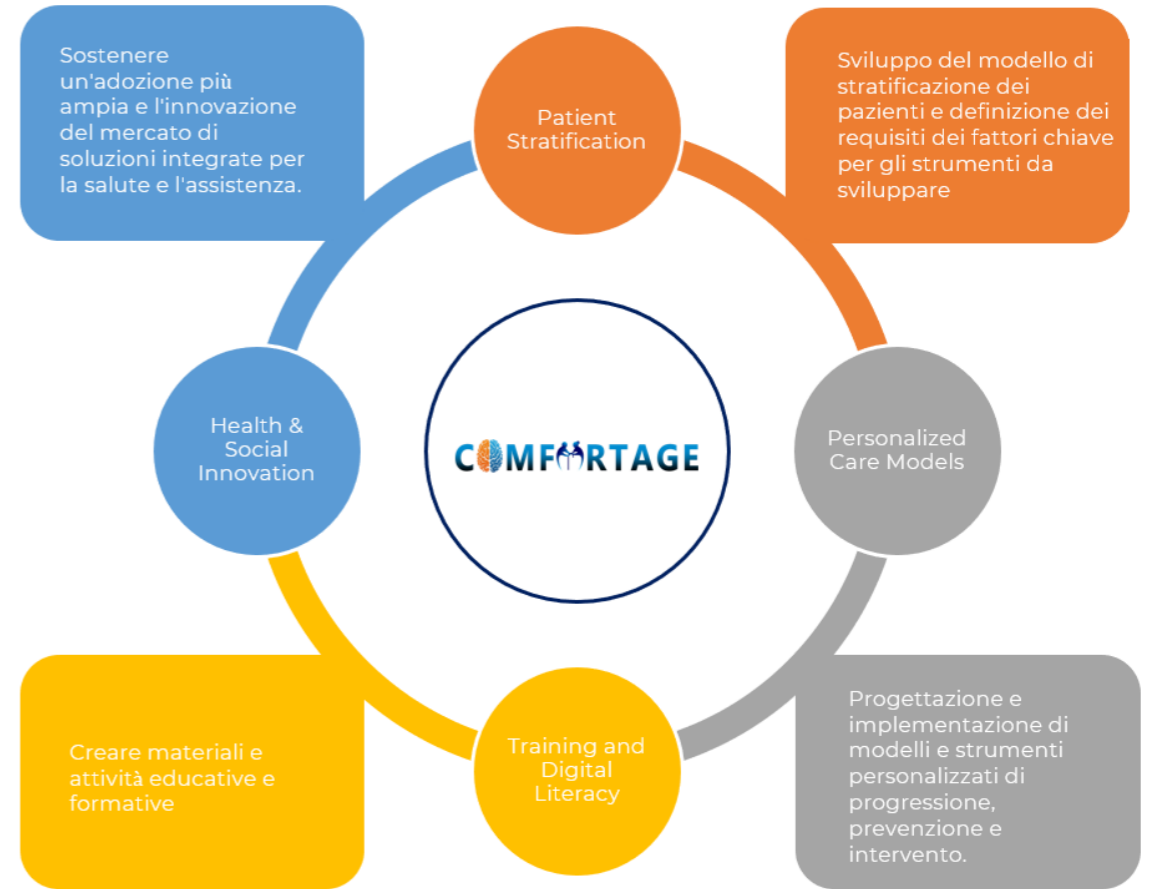 Sostenere
un'adozione più
ampia e l'innovazione
del mercato di
soluzioni integrate per
la salute e l'assistenza.
Patient
Stratification
Sviluppo del modello di
stratificazione dei
pazienti e definizione dei
requisiti dei fattori chiave
per gli strumenti da
sviluppare
Health &
Social
Innovation
COMFORTAGE
Personalized
Care Models
Creare materiali e
attività educative e
formative
Training and
Digital
Literacy
Progettazione e
implementazione di
modelli e strumenti
personalizzati di
progressione,
prevenzione e
intervento.